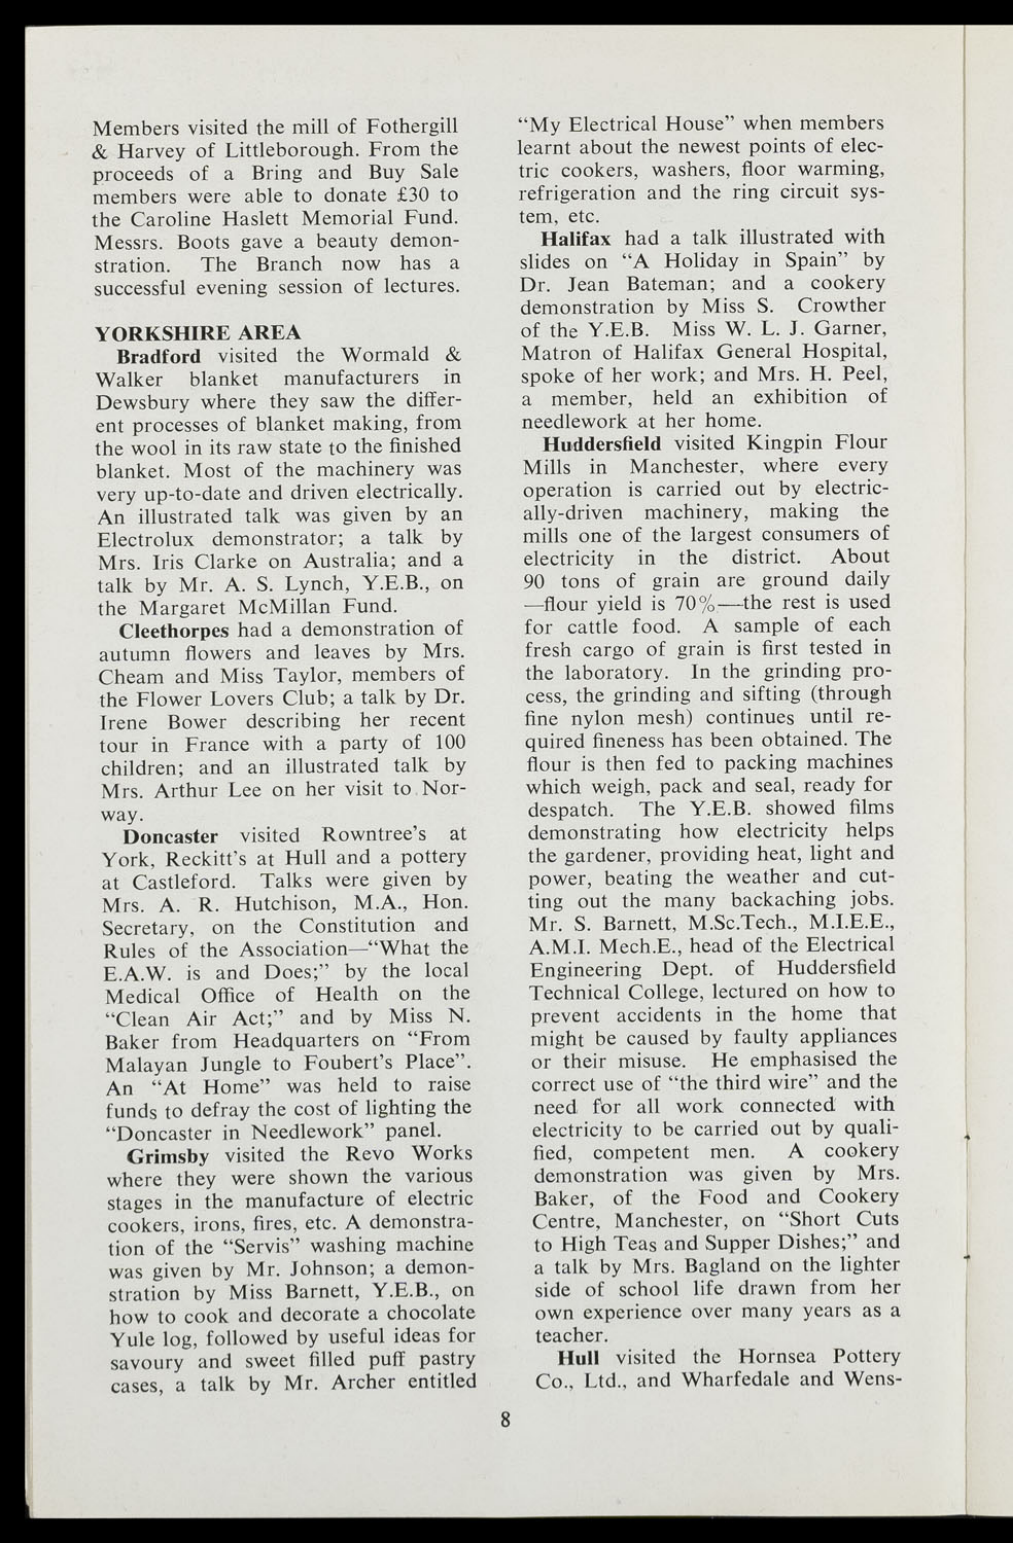 Members visited the mill of Fothergill
& Harvey of Littleborough. From the
proceeds of a Bring and Buy Sale
members were able to donate £30 to
the Caroline Haslett Memorial Fund.
Messrs. Boots gave a beauty demon-
stration. The Branch now has a
successful evening session of lectures.
YORKSHIRE AREA
Bradford visited the Wormald &
Walker blanket manufacturers in
Dewsbury where they saw the differ-
ent processes of blanket making, from
the wool in its raw state to the finished
blanket. Most of the machinery was
very up-to-date and driven electrically.
An illustrated talk was given by an
Electrolux demonstrator; a talk by
Mrs. Iris Clarke on Australia; and a
talk by Mr. A. S. Lynch, Y.E.B., on
the Margaret McMillan Fund.
Cleethorpes had a demonstration of
autumn flowers and leaves by Mrs.
Cheam and Miss Taylor, members of
the Flower Lovers Club; a talk by Dr.
Irene Bower describing her recent
tour in France with a party of 100
children; and an illustrated talk by
Mrs. Arthur Lee on her visit to Nor-
way.
Doncaster visited Rowntree's at
York, Reckitt's at Hull and a pottery
at Castleford. Talks were given by
Mrs. A. R. Hutchison, M.A., Hon.
Secretary, on the Constitution and
Rules of the Association—“What the
E.A.W. is and Does;” by the local
Medical Office of Health on the
“Clean Air Act;” and by Miss N.
Baker from Headquarters on “From
Malayan Jungle to Foubert's Place”.
An “At Home” was held to raise
funds to defray the cost of lighting the
“Doncaster in Needlework” panel.
Grimsby visited the Revo Works
where they were shown the various
stages in the manufacture of electric
cookers, irons, fires, etc. A demonstra-
tion of the “Servis” washing machine
was given by Mr. Johnson; a demon-
stration by Miss Barnett, Y.E.B., on
how to cook and decorate a chocolate
Yule log, followed by useful ideas for
savoury and sweet filled puff pastry
cases, a talk by Mr. Archer entitled
“My Electrical House” when members
learnt about the newest points of elec-
tric cookers, washers, floor warming,
refrigeration and the ring circuit sys-
tem, etc.
Halifax had a talk illustrated with
slides on “A Holiday in Spain” by
Dr. Jean Bateman; and a cookery
demonstration by Miss S. Crowther
of the Y.E.B. Miss W. L. J. Garner,
Matron of Halifax General Hospital,
spoke of her work; and Mrs. H. Peel,
a member, held an exhibition of
needlework at her home.
Huddersfield visited Kingpin Flour
Mills in Manchester, where every
operation is carried out by electric-
ally-driven machinery, making the
mills one of the largest consumers of
electricity in the district. About
90 tons of grain are ground daily
—flour yield is 70%—the rest is used
for cattle food. A sample of each
fresh cargo of grain is first tested in
the laboratory. In the grinding pro-
cess, the grinding and sifting (through
fine nylon mesh) continues until re-
quired fineness has been obtained. The
flour is then fed to packing machines
which weigh, pack and seal, ready for
despatch. The Y.E.B. showed films
demonstrating how electricity helps
the gardener, providing heat, light and
power, beating the weather and cut-
ting out the many backaching jobs.
Mr. S. Barnett, M.Sc.Tech., M.I.E.E.,
A.M.I. Mech.E., head of the Electrical
Engineering Dept. of Huddersfield
Technical College, lectured on how to
prevent accidents in the home that
might be caused by faulty appliances
or their misuse. He emphasised the
correct use of “the third wire” and the
need for all work connected with
electricity to be carried out by quali-
fied, competent men. A cookery
demonstration was given by Mrs.
Baker, of the Food and Cookery
Centre, Manchester, on “Short Cuts
to High Teas and Supper Dishes;” and
a talk by Mrs. Bagland on the lighter
side of school life drawn from her
own experience over many years as a
teacher.
Hull visited the Hornsea Pottery
Co., Ltd., and Wharfedale and Wens-
8